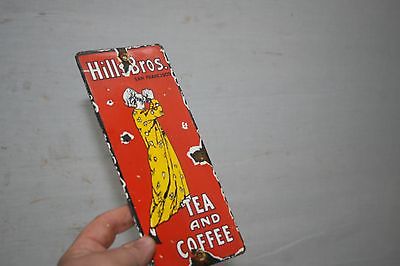 Hills Bros.
SAN FRANCISCO
TEA
AND
COFFEE